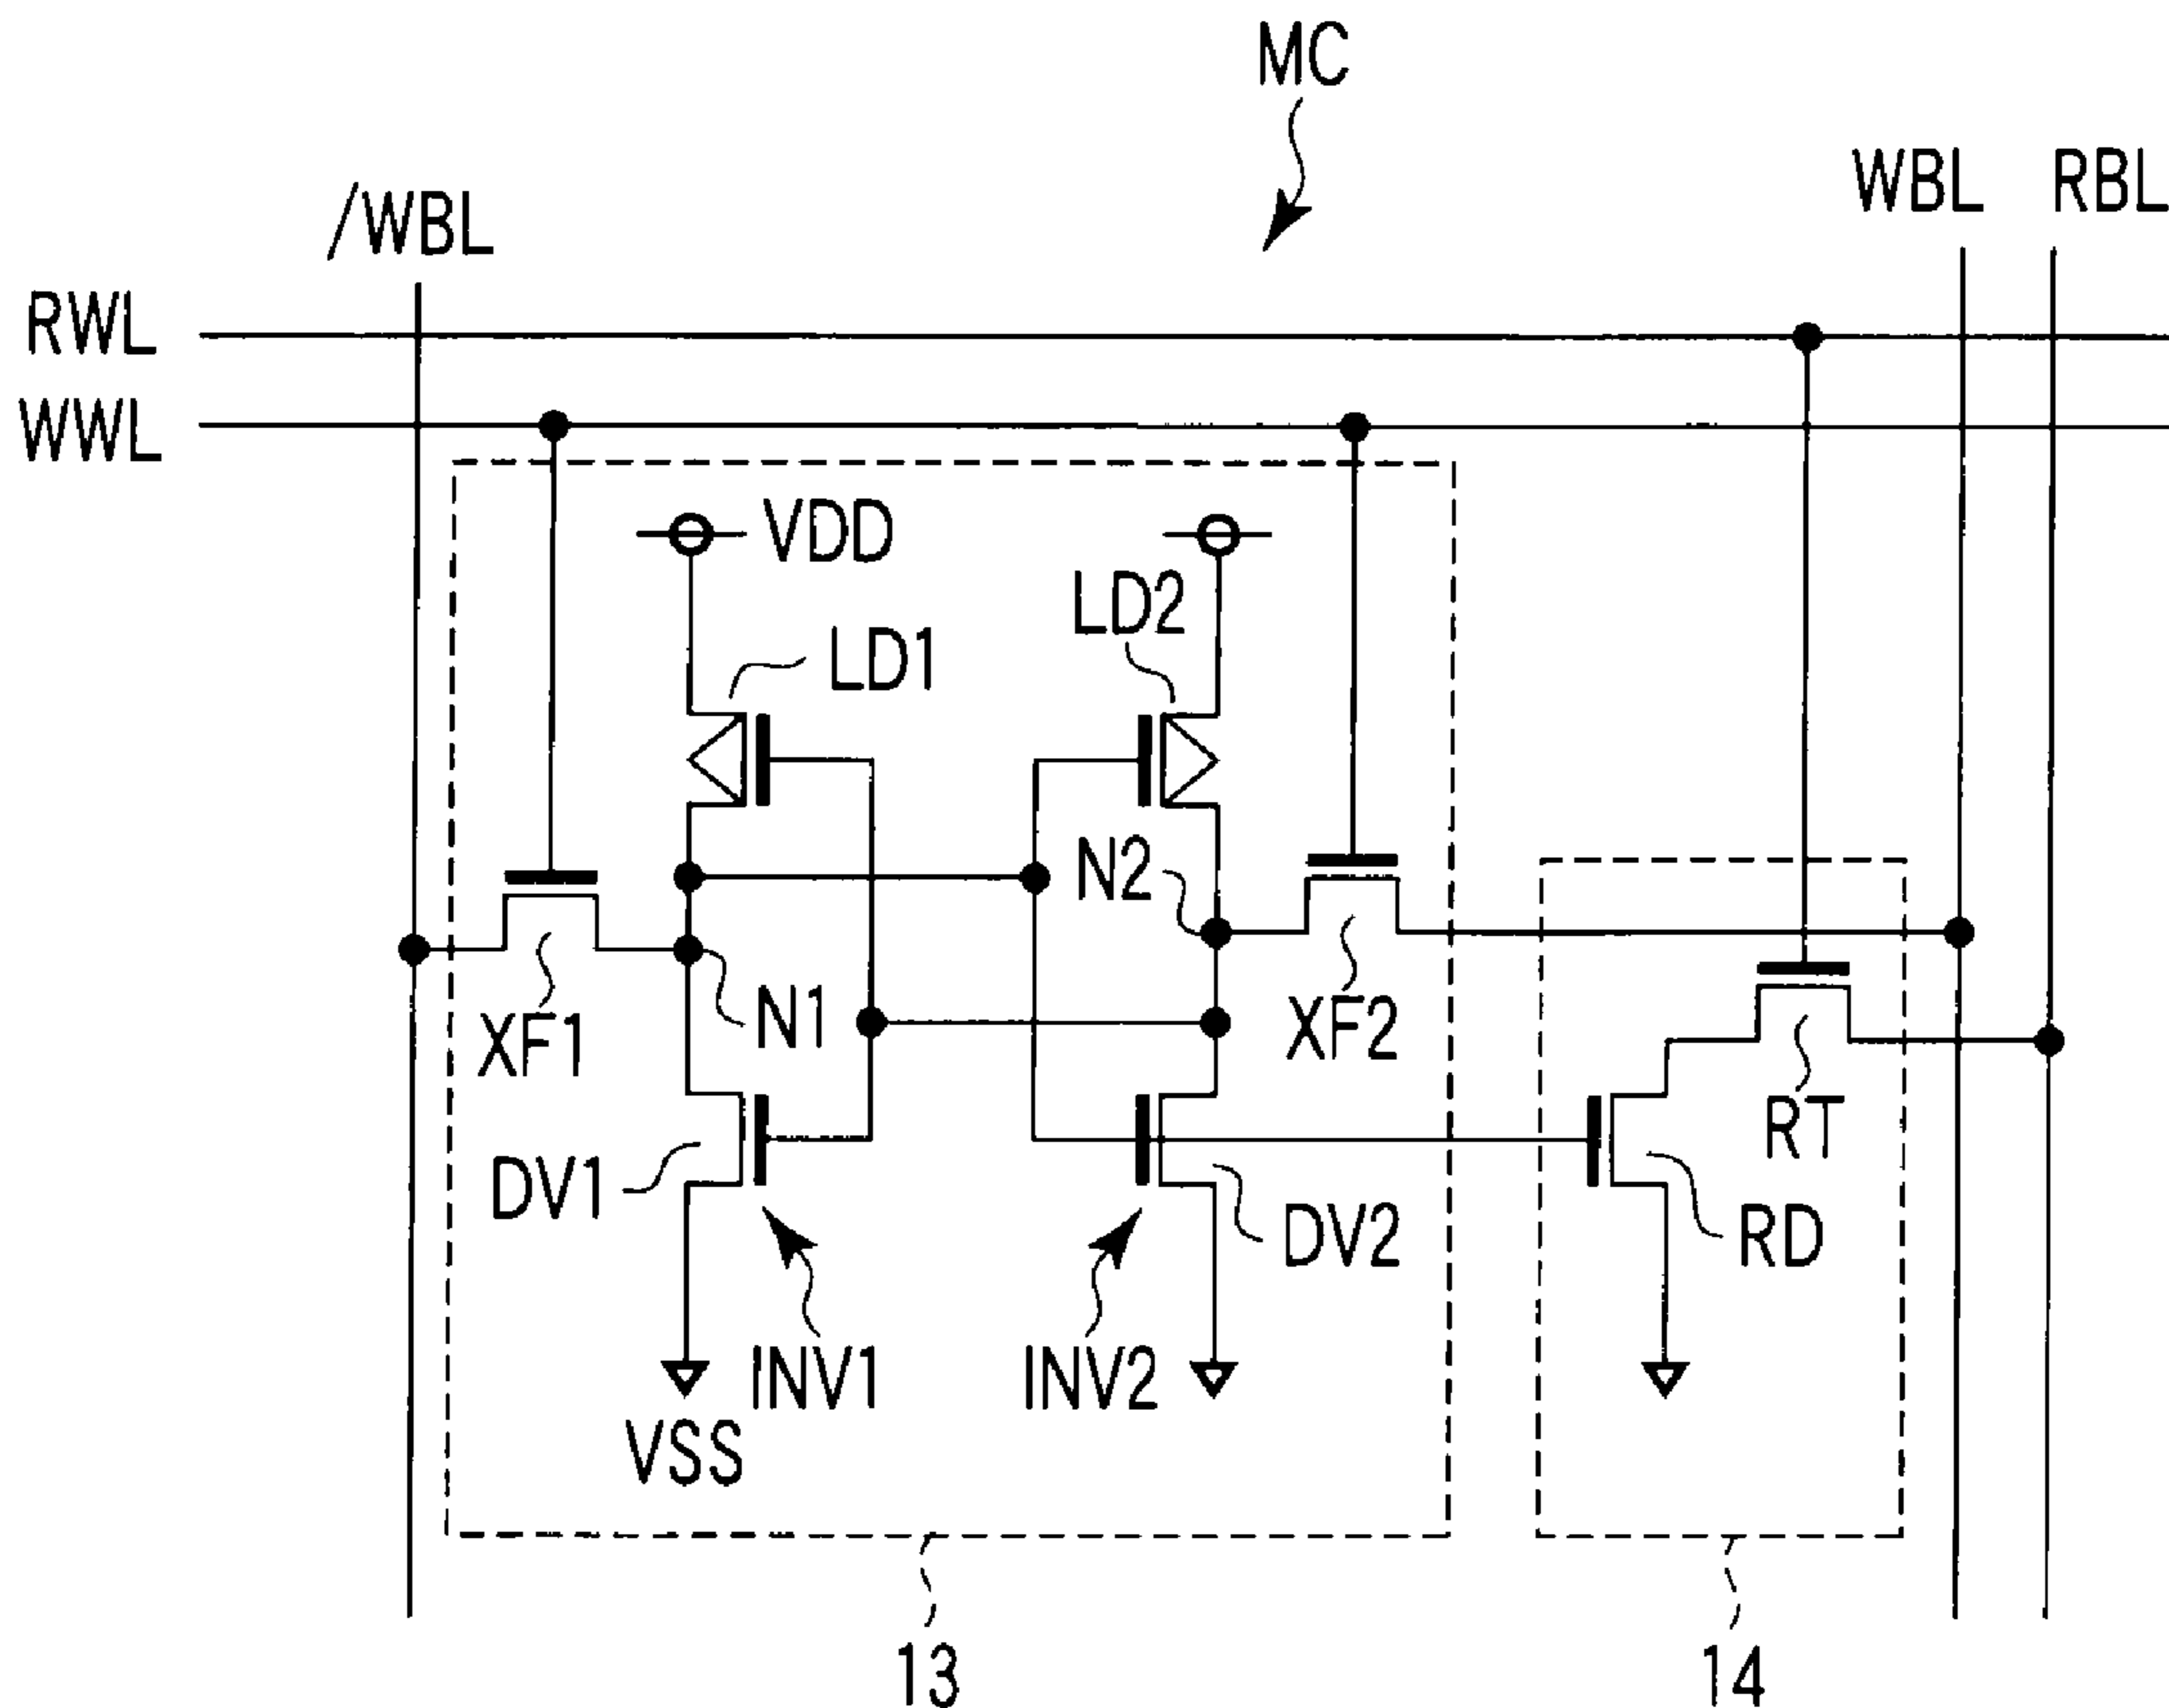 MC
/WBL
WBL
RBL
RWL
WWL
VDD
LD2
LD1
N2
XF1
N1
XF2
RT
DV1
DV2
RD
INV1
INV2
VSS
13
14